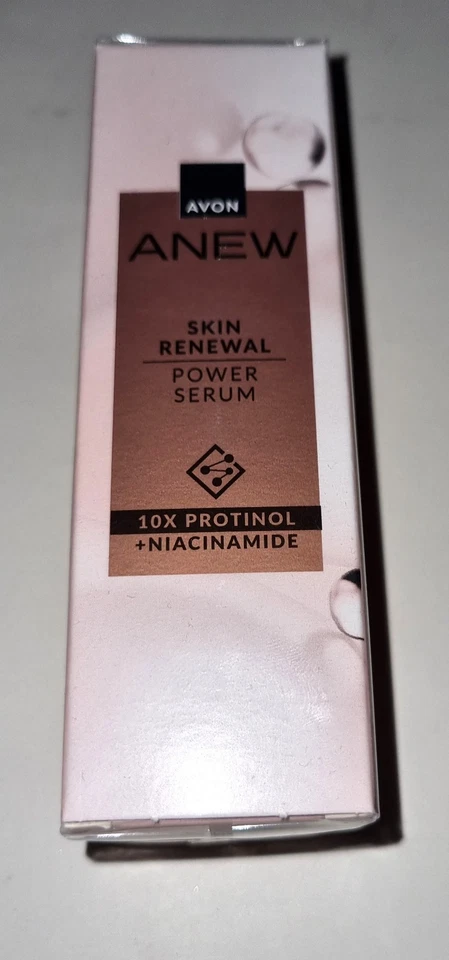 AVON
ANEW
SKIN
RENEWAL
POWER
SERUM
10X PROTINOL
+NIACINAMIDE